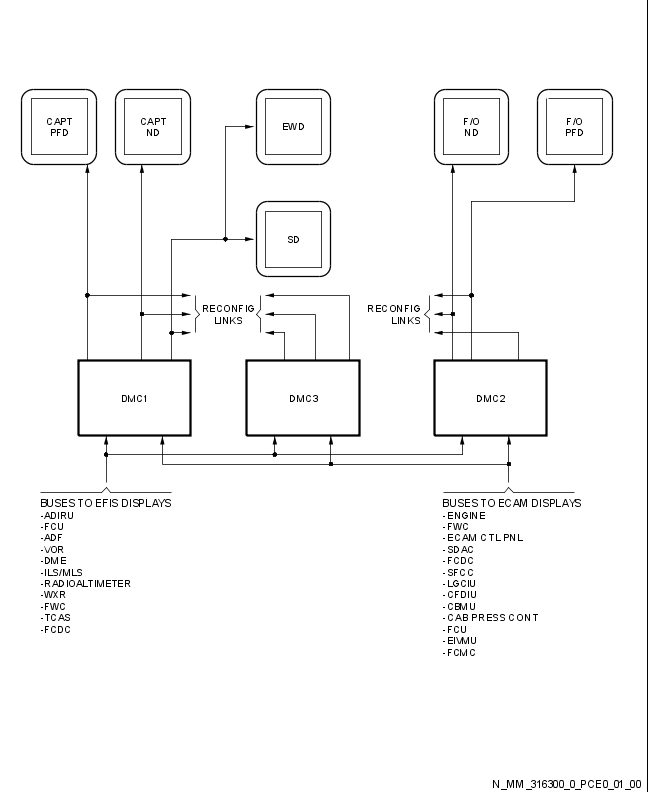 CAPT
PFD
CAPT
ND
EWD
F/O
ND
F/O
PFD
SD
RECONFIG
LINKS
RECONFIG
LINKS
DMC1
DMC3
DMC2
BUSES TO EFIS DISPLAYS
-ADIRU
-FCU
-ADF
-VOR
-DME
-ILS/MLS
-RADIOALTIMETER
-WXR
-FWC
-TCAS
-FCDC
BUSES TO ECAM DISPLAYS
-ENGINE
-FWC
-ECAM CTL PNL
-SDAC
-FCDC
-SFCC
-LGCIU
-CFDIU
-CBMU
-CAB PRESS CONT
-FCU
-EIVMU
-FCMC
N_MM_316300_0_PCE0_01_00